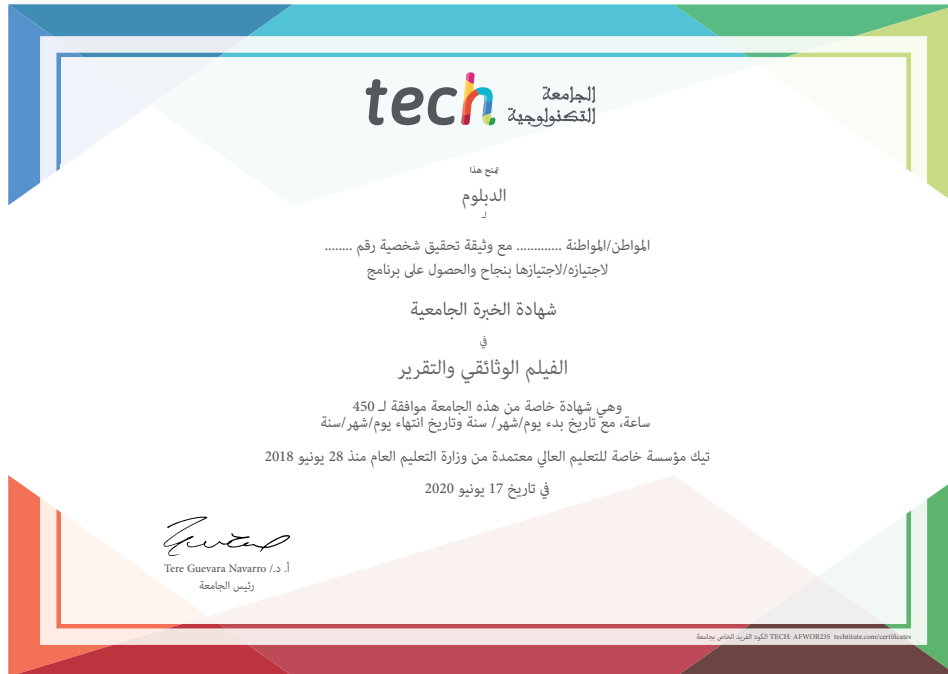 tech الجامعة
التكنولوجية
تمنح هذا
الدبلوم
لـ
المواطن/المواطنة ............ مع وثيقة تحقيق شخصية رقم ........
لاجتيازه/لاجتيازها بنجاح والحصول على برنامج
شهادة الخبرة الجامعية
في
الفيلم الوثائقي والتقرير
وهي شهادة خاصة من هذه الجامعة موافقة لـ 450
ساعة، مع تاريخ بدء يوم/شهر/ سنة وتاريخ انتهاء يوم/شهر/سنة
تيك مؤسسة خاصة للتعليم العالي معتمدة من وزارة التعليم العام منذ 28 يونيو 2018
في تاريخ 17 يونيو 2020
أ. د./ Tere Guevara Navarro
رئيس الجامعة
الكود الفريد الخاص بجامعة TECH: AFWOR23S techtitute.com/certificates